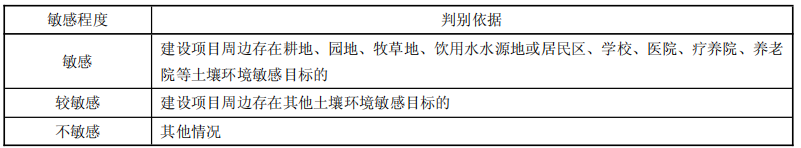 敏感程度 判别依据
敏感 建设项目周边存在耕地、园地、牧草地、饮用水水源地或居民区、学校、医院、疗养院、养老
院等土壤环境敏感目标的
较敏感 建设项目周边存在其他土壤环境敏感目标的
不敏感 其他情况